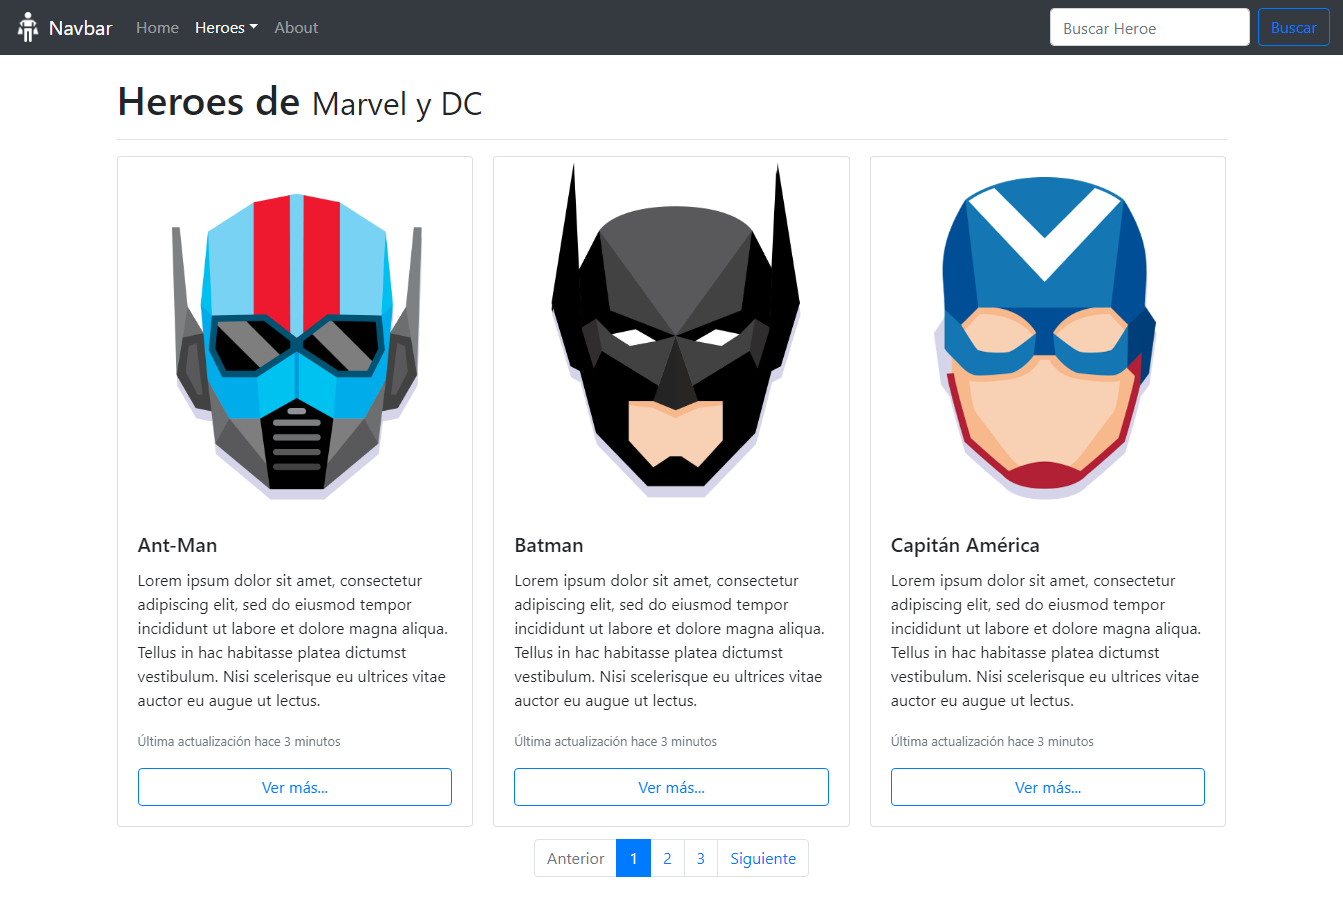 Navbar Home Heroes About Buscar Heroe Buscar
Heroes de Marvel y DC
Ant-Man
Lorem ipsum dolor sit amet, consectetur
adipiscing elit, sed do eiusmod tempor
incididunt ut labore et dolore magna aliqua.
Tellus in hac habitasse platea dictumst
vestibulum. Nisi scelerisque eu ultrices vitae
auctor eu augue ut lectus.
Última actualización hace 3 minutos
Ver más...
Batman
Lorem ipsum dolor sit amet, consectetur
adipiscing elit, sed do eiusmod tempor
incididunt ut labore et dolore magna aliqua.
Tellus in hac habitasse platea dictumst
vestibulum. Nisi scelerisque eu ultrices vitae
auctor eu augue ut lectus.
Última actualización hace 3 minutos
Ver más...
Capitán América
Lorem ipsum dolor sit amet, consectetur
adipiscing elit, sed do eiusmod tempor
incididunt ut labore et dolore magna aliqua.
Tellus in hac habitasse platea dictumst
vestibulum. Nisi scelerisque eu ultrices vitae
auctor eu augue ut lectus.
Última actualización hace 3 minutos
Ver más...
Anterior 1 2 3 Siguiente